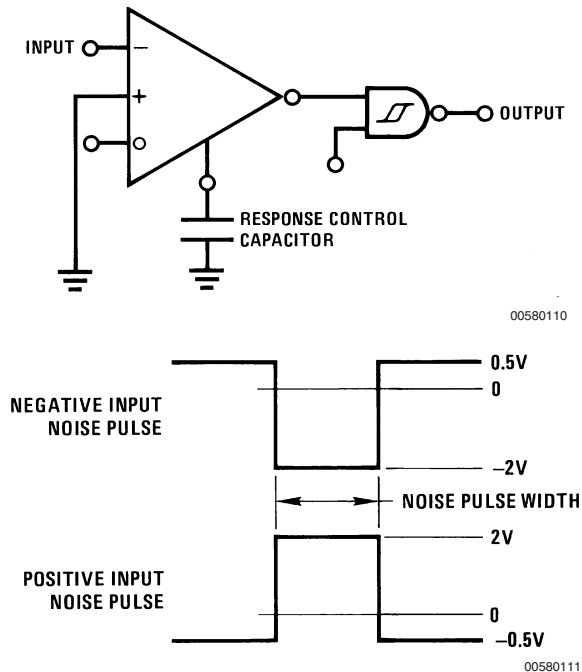 INPUT
−
+
OUTPUT
RESPONSE CONTROL
CAPACITOR
00580110
0.5V
0
NEGATIVE INPUT
NOISE PULSE
−2V
NOISE PULSE WIDTH
2V
POSITIVE INPUT
NOISE PULSE
0
−0.5V
00580111